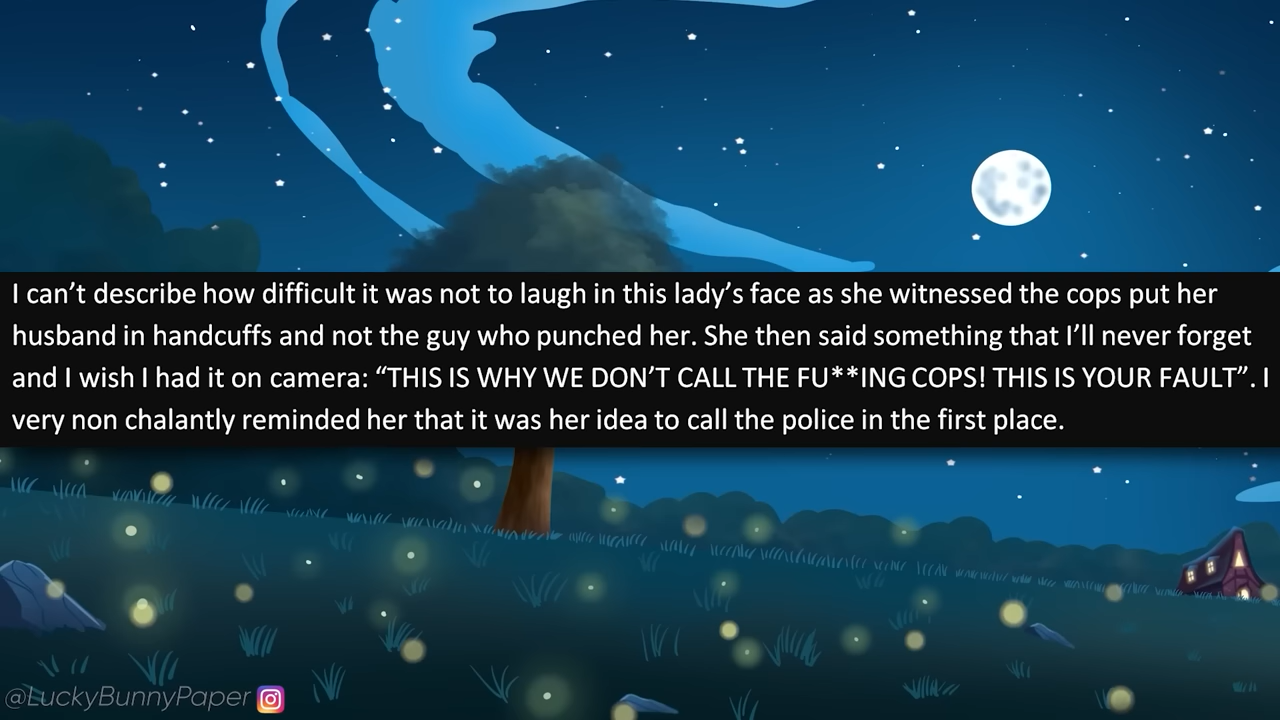 I can’t describe how difficult it was not to laugh in this lady’s face as she witnessed the cops put her
husband in handcuffs and not the guy who punched her. She then said something that I’ll never forget
and I wish I had it on camera: “THIS IS WHY WE DON’T CALL THE FU**ING COPS! THIS IS YOUR FAULT”. I
very non chalantly reminded her that it was her idea to call the police in the first place.
@LuckyBunnyPaper